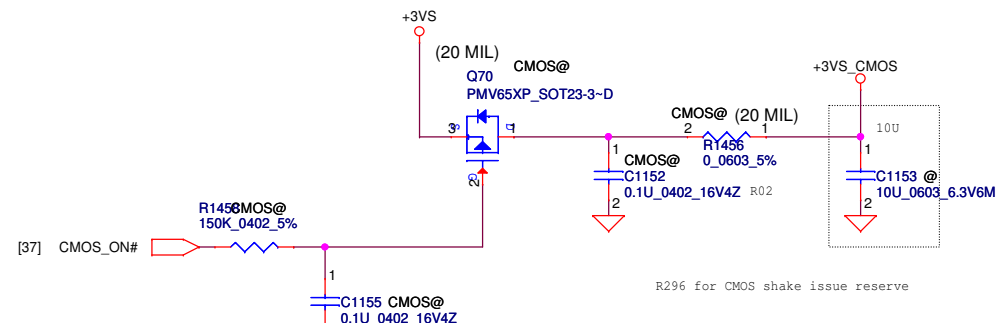 +3VS
(20 MIL)
CMOS@
Q70
PMV65XP_SOT23-3~D
+3VS_CMOS
3
S
D
1
G
2
CMOS@
(20 MIL)
2
1
R1456
0_0603_5%
10U
1
CMOS@
C1152
0.1U_0402_16V4Z
R02
2
1
C1153
@
10U_0603_6.3V6M
2
CMOS@
150K_0402_5%
[37]
CMOS_ON#
1
C1155
CMOS@
0.1U_0402_16V4Z
R296 for CMOS shake issue reserve